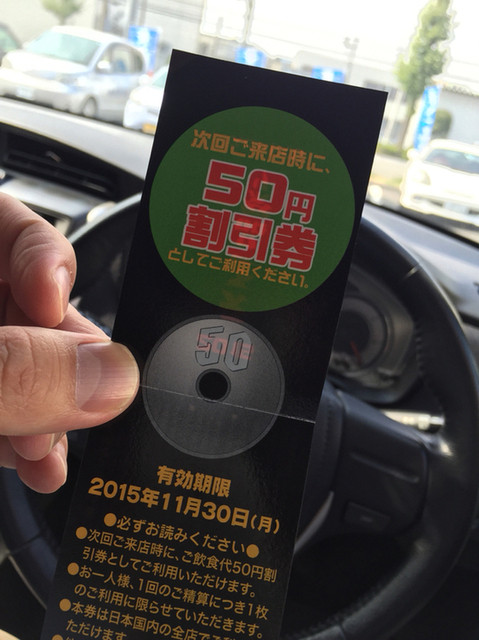 次回ご来店時に、
50円
割引券
としてご利用ください。
50
有効期限
2015年11月30日(月)
●必ずお読みください●
●次回ご来店時に、ご飲食代50円割
引券としてご利用いただけます。
●お一人様、1回のご精算につき1枚
のご利用に限らせていただきます。
●本券は日本国内の全店でご利
ただけます。